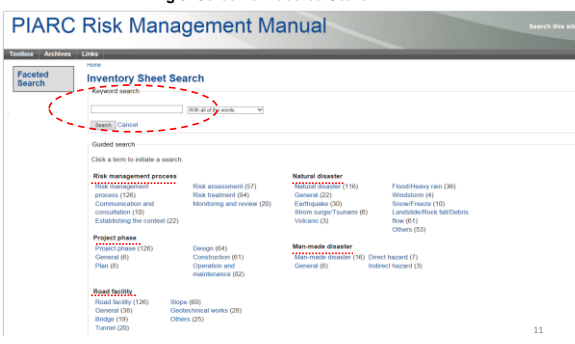 PIARC Risk Management Manual
Search this site
Toolbox Archives Links
Home
Faceted
Search
Inventory Sheet Search
Keyword search
With all of the words
Search Cancel
Guided search
Click a term to initiate a search.
Risk management process
Risk management
process (126)
Communication and
consultation (10)
Establishing the context (22)
Risk assessment (57)
Risk treatment (94)
Monitoring and review (20)
Natural disaster
Natural disaster (116)
General (22)
Earthquake (30)
Strom surge/Tsunami (6)
Volcano (3)
Flood/Heavy rain (36)
Windstorm (4)
Snow/Freeze (10)
Landslide/Rock fall/Debris
flow (61)
Others (53)
Project phase
Project phase (126)
General (6)
Plan (8)
Design (64)
Construction (61)
Operation and
maintenance (82)
Man-made disaster
Man-made disaster (16)
General (8)
Direct hazard (7)
Indirect hazard (3)
Road facility
Road facility (126)
General (38)
Bridge (19)
Tunnel (20)
Slope (60)
Geotechnical works (28)
Others (25)
11